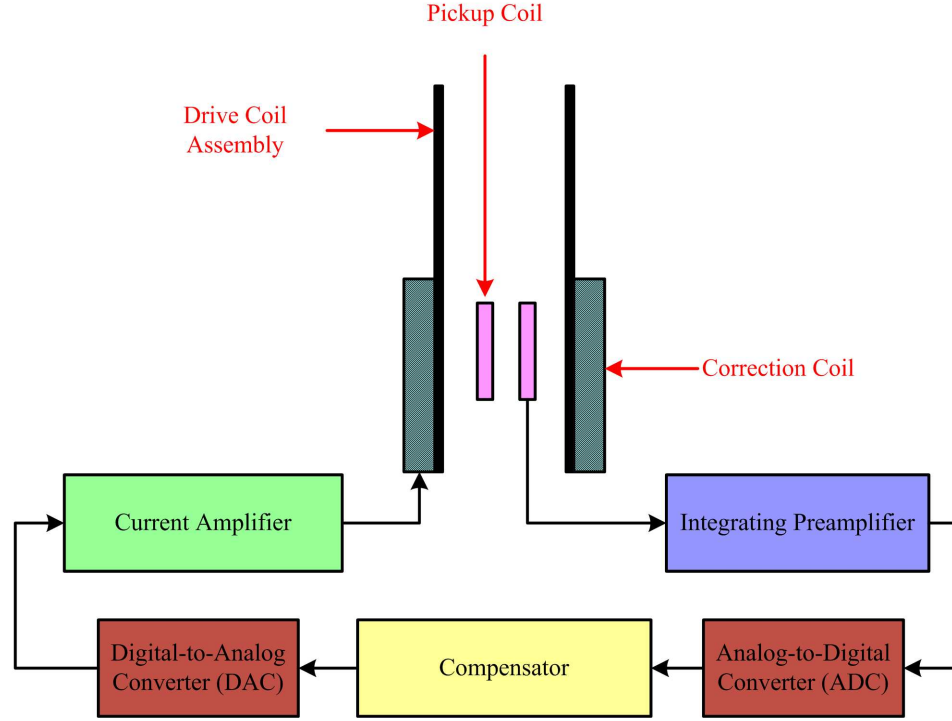 Pickup Coil
Drive Coil
Assembly
Correction Coil
Current Amplifier
Integrating Preamplifier
Digital-to-Analog
Converter (DAC)
Compensator
Analog-to-Digital
Converter (ADC)